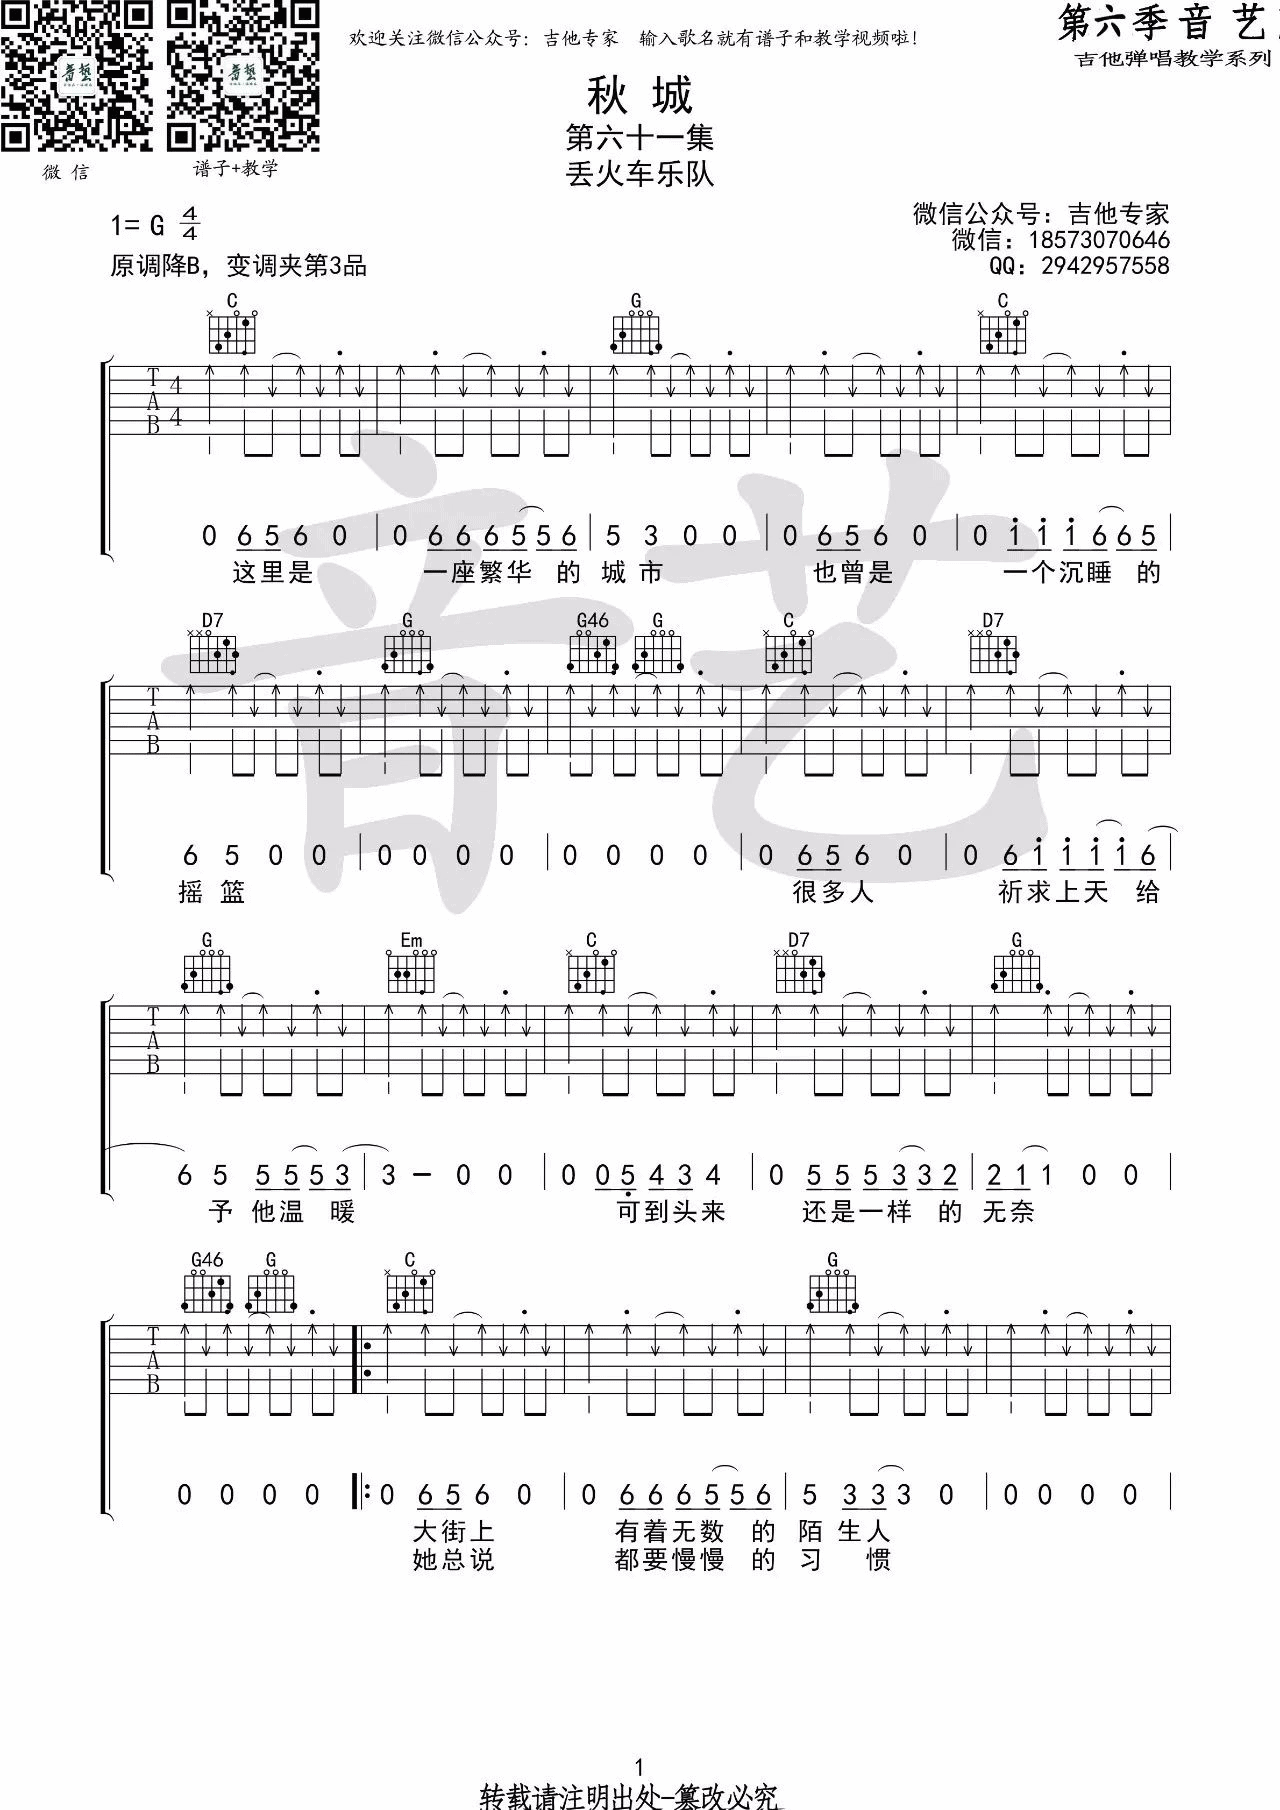 欢迎关注微信公众号：吉他专家 输入歌名就有谱子和教学视频啦！
第六季音艺
吉他弹唱教学系列
微信
谱子+教学
秋 城
第六十一集
丢火车乐队
1= G 4/4
原调降B，变调夹第3品
微信公众号：吉他专家
微信：18573070646
QQ：2942957558
C G C
T A B 4/4
0 6 5 6 0 | 0 6 6 6 5 5 6 | 5 3 0 0 | 0 6 5 6 0 | 0 1 1 1 6 6 5
这里是 一座繁华 的 城 市 也曾是 一个沉睡 的
D7 G G46 G C D7
T A B
6 5 0 0 | 0 0 0 0 | 0 0 0 0 | 0 6 5 6 0 | 0 6 1 1 1 1 6
摇 篮 很多人 祈求上天 给
G Em C D7 G
T A B
6 5 5 5 5 3 | 3 - 0 0 | 0 0 5 4 3 4 | 0 5 5 5 3 3 2 | 2 1 1 0 0
予 他温 暖 可到头来 还是一样 的 无奈
G46 G C G
T A B
0 0 0 0 |: 0 6 5 6 0 | 0 6 6 6 5 5 6 | 5 3 3 3 0 | 0 0 0 0
大街上 有着无数 的 陌 生人
她总说 都要慢慢 的 习 惯
音艺
1
转载请注明出处-篡改必究